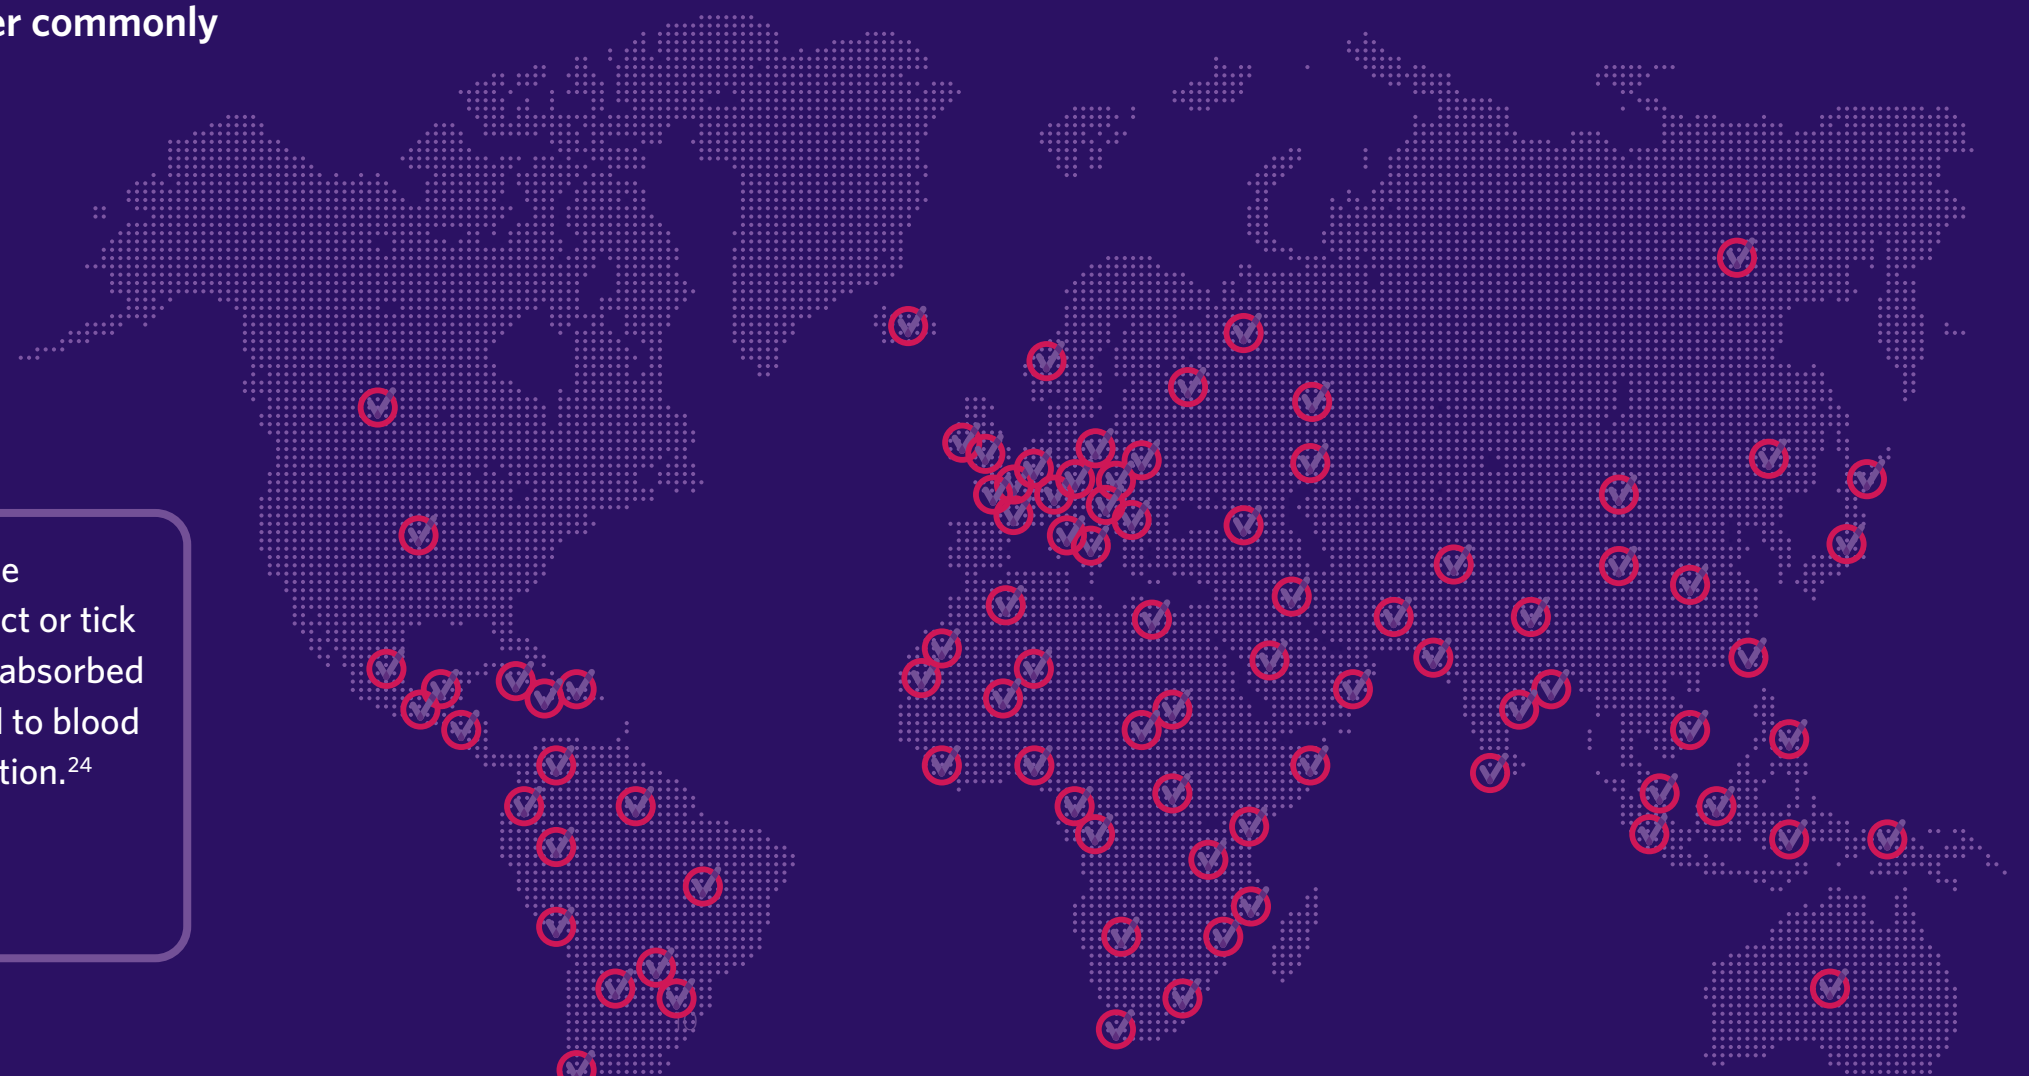 er commonly
e
ct or tick
absorbed
l to blood
tion.24